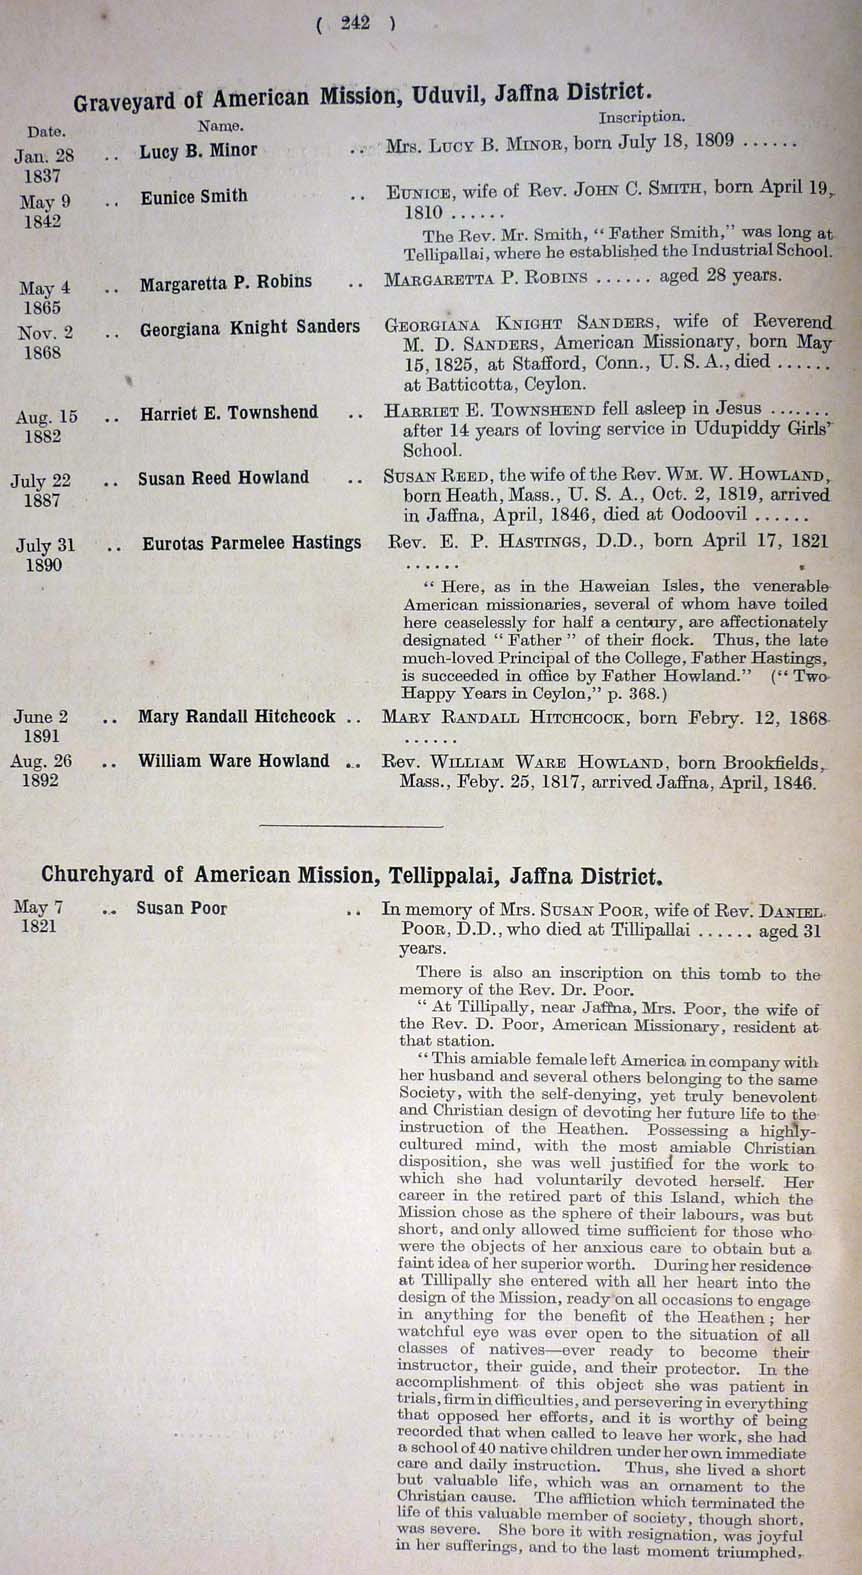 ( 242 )
Graveyard of American Mission, Uduvil, Jaffna District.
Date. Name. Inscription.
Jan. 28 .. Lucy B. Minor .. Mrs. LUCY B. MINOR, born July 18, 1809 ......
1837
May 9 .. Eunice Smith .. EUNICE, wife of Rev. JOHN C. SMITH, born April 19,
1842 1810 ......
The Rev. Mr. Smith, “ Father Smith,” was long at
Tellipallai, where he established the Industrial School.
May 4 .. Margaretta P. Robins .. MARGARETTA P. ROBINS ...... aged 28 years.
1865
Nov. 2 .. Georgiana Knight Sanders GEORGIANA KNIGHT SANDERS, wife of Reverend
1868 M. D. SANDERS, American Missionary, born May
15, 1825, at Stafford, Conn., U. S. A., died ......
at Batticotta, Ceylon.
Aug. 15 .. Harriet E. Townshend .. HARRIET E. TOWNSHEND fell asleep in Jesus .......
1882 after 14 years of loving service in Udupiddy Girls’
School.
July 22 .. Susan Reed Howland .. SUSAN REED, the wife of the Rev. WM. W. HOWLAND,
1887 born Heath, Mass., U. S. A., Oct. 2, 1819, arrived
in Jaffna, April, 1846, died at Oodoovil ......
July 31 .. Eurotas Parmelee Hastings Rev. E. P. HASTINGS, D.D., born April 17, 1821
1890 ......
“ Here, as in the Haweian Isles, the venerable
American missionaries, several of whom have toiled
here ceaselessly for half a century, are affectionately
designated “ Father ” of their flock. Thus, the late
much-loved Principal of the College, Father Hastings,
is succeeded in office by Father Howland.” (“ Two
Happy Years in Ceylon,” p. 368.)
June 2 .. Mary Randall Hitchcock .. MARY RANDALL HITCHCOCK, born Febry. 12, 1868
1891 ......
Aug. 26 .. William Ware Howland .. Rev. WILLIAM WARE HOWLAND, born Brookfields,
1892 Mass., Feby. 25, 1817, arrived Jaffna, April, 1846.
Churchyard of American Mission, Tellippalai, Jaffna District.
May 7 .. Susan Poor .. In memory of Mrs. SUSAN POOR, wife of Rev. DANIEL
1821 POOR, D.D., who died at Tillipallai ...... aged 31
years.
There is also an inscription on this tomb to the
memory of the Rev. Dr. Poor.
“ At Tillipally, near Jaffna, Mrs. Poor, the wife of
the Rev. D. Poor, American Missionary, resident at
that station.
“ This amiable female left America in company with
her husband and several others belonging to the same
Society, with the self-denying, yet truly benevolent
and Christian design of devoting her future life to the
instruction of the Heathen. Possessing a highly-
cultured mind, with the most amiable Christian
disposition, she was well justified for the work to
which she had voluntarily devoted herself. Her
career in the retired part of this Island, which the
Mission chose as the sphere of their labours, was but
short, and only allowed time sufficient for those who
were the objects of her anxious care to obtain but a
faint idea of her superior worth. During her residence
at Tillipally she entered with all her heart into the
design of the Mission, ready on all occasions to engage
in anything for the benefit of the Heathen ; her
watchful eye was ever open to the situation of all
classes of natives—ever ready to become their
instructor, their guide, and their protector. In the
accomplishment of this object she was patient in
trials, firm in difficulties, and persevering in everything
that opposed her efforts, and it is worthy of being
recorded that when called to leave her work, she had
a school of 40 native children under her own immediate
care and daily instruction. Thus, she lived a short
but valuable life, which was an ornament to the
Christian cause. The affliction which terminated the
life of this valuable member of society, though short,
was severe. She bore it with resignation, was joyful
in her sufferings, and to the last moment triumphed,